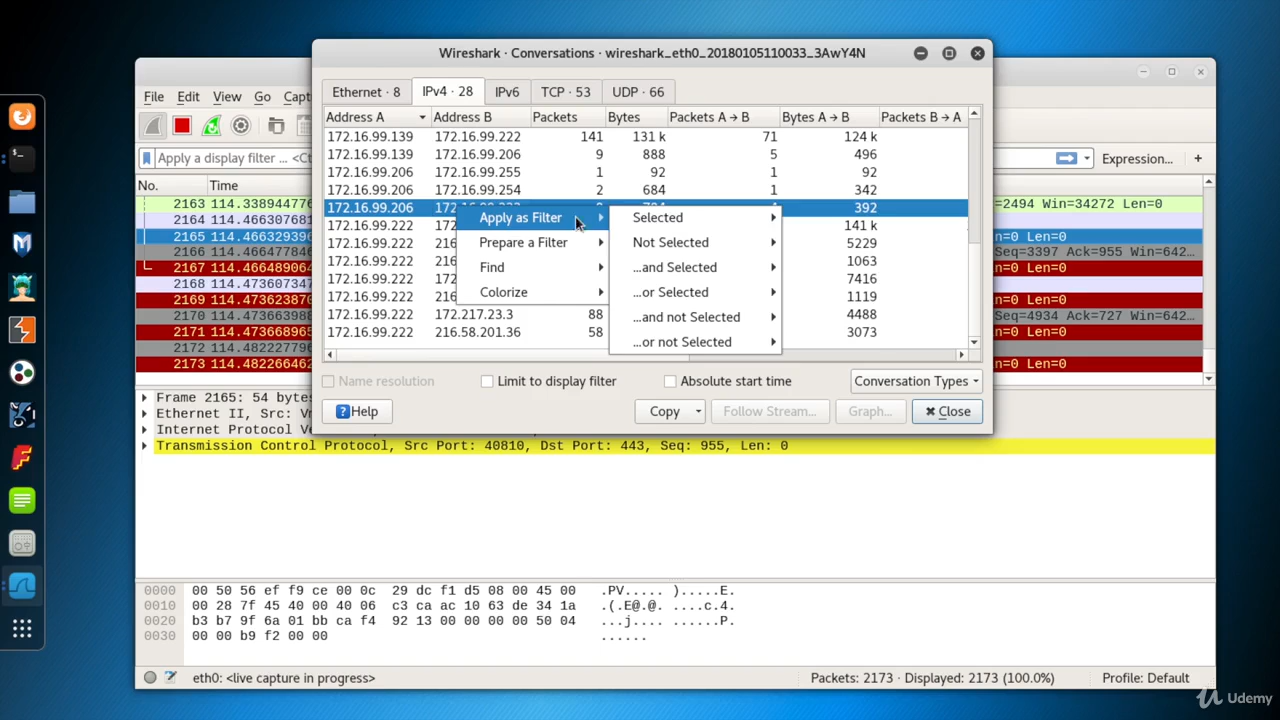 Wireshark · Conversations · wireshark_eth0_20180105110033_3AwY4N
Ethernet · 8 IPv4 · 28 IPv6 TCP · 53 UDP · 66
Address A Address B Packets Bytes Packets A → B Bytes A → B Packets B → A
172.16.99.139 172.16.99.222 141 131 k 71 124 k
172.16.99.139 172.16.99.206 9 888 5 496
172.16.99.206 172.16.99.255 1 92 1 92
172.16.99.206 172.16.99.254 2 684 1 342
172.16.99.206 392
172.16.99.222 141 k
172.16.99.222 5229
172.16.99.222 1063
172.16.99.222 7416
172.16.99.222 1119
172.16.99.222 172.217.23.3 88 4488
172.16.99.222 216.58.201.36 58 3073
Apply as Filter
Prepare a Filter
Find
Colorize
Selected
Not Selected
...and Selected
...or Selected
...and not Selected
...or not Selected
Name resolution Limit to display filter Absolute start time Conversation Types
Help Copy Follow Stream... Graph... Close
File Edit View Go Capt
Apply a display filter ... <Ct Expression... +
No. Time
2163 114.338944776 =2494 Win=34272 Len=0
2164 114.466307681
2165 114.466329396 n=0 Len=0
2166 114.466477846 Seq=3397 Ack=955 Win=642…
2167 114.466489064 n=0 Len=0
2168 114.473607347
2169 114.473623870 n=0 Len=0
2170 114.473663989 Seq=4934 Ack=727 Win=642…
2171 114.473668965 n=0 Len=0
2172 114.482227796
2173 114.482266462 n=0 Len=0
Frame 2165: 54 bytes
Ethernet II, Src: Vm
Internet Protocol Ve
Transmission Control Protocol, Src Port: 40810, Dst Port: 443, Seq: 955, Len: 0
0000 00 50 56 ef f9 ce 00 0c 29 dc f1 d5 08 00 45 00 .PV..... ).....E.
0010 00 28 7f 45 40 00 40 06 c3 ca ac 10 63 de 34 1a .(.E@.@. ....c.4.
0020 b3 b7 9f 6a 01 bb ca f4 92 13 00 00 00 00 50 04 ...j.... ......P.
0030 00 00 b9 f2 00 00 ......
eth0: <live capture in progress> Packets: 2173 · Displayed: 2173 (100.0%) Profile: Default
Udemy